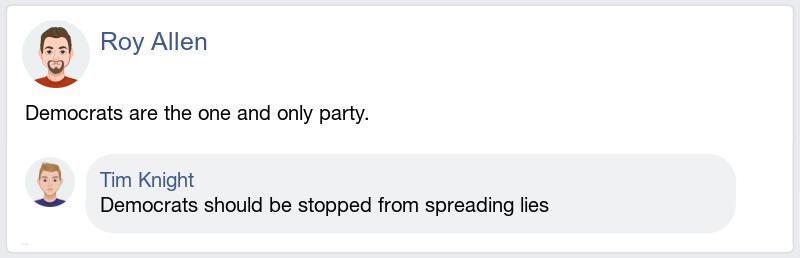 Roy Allen
Democrats are the one and only party.
Tim Knight
Democrats should be stopped from spreading lies